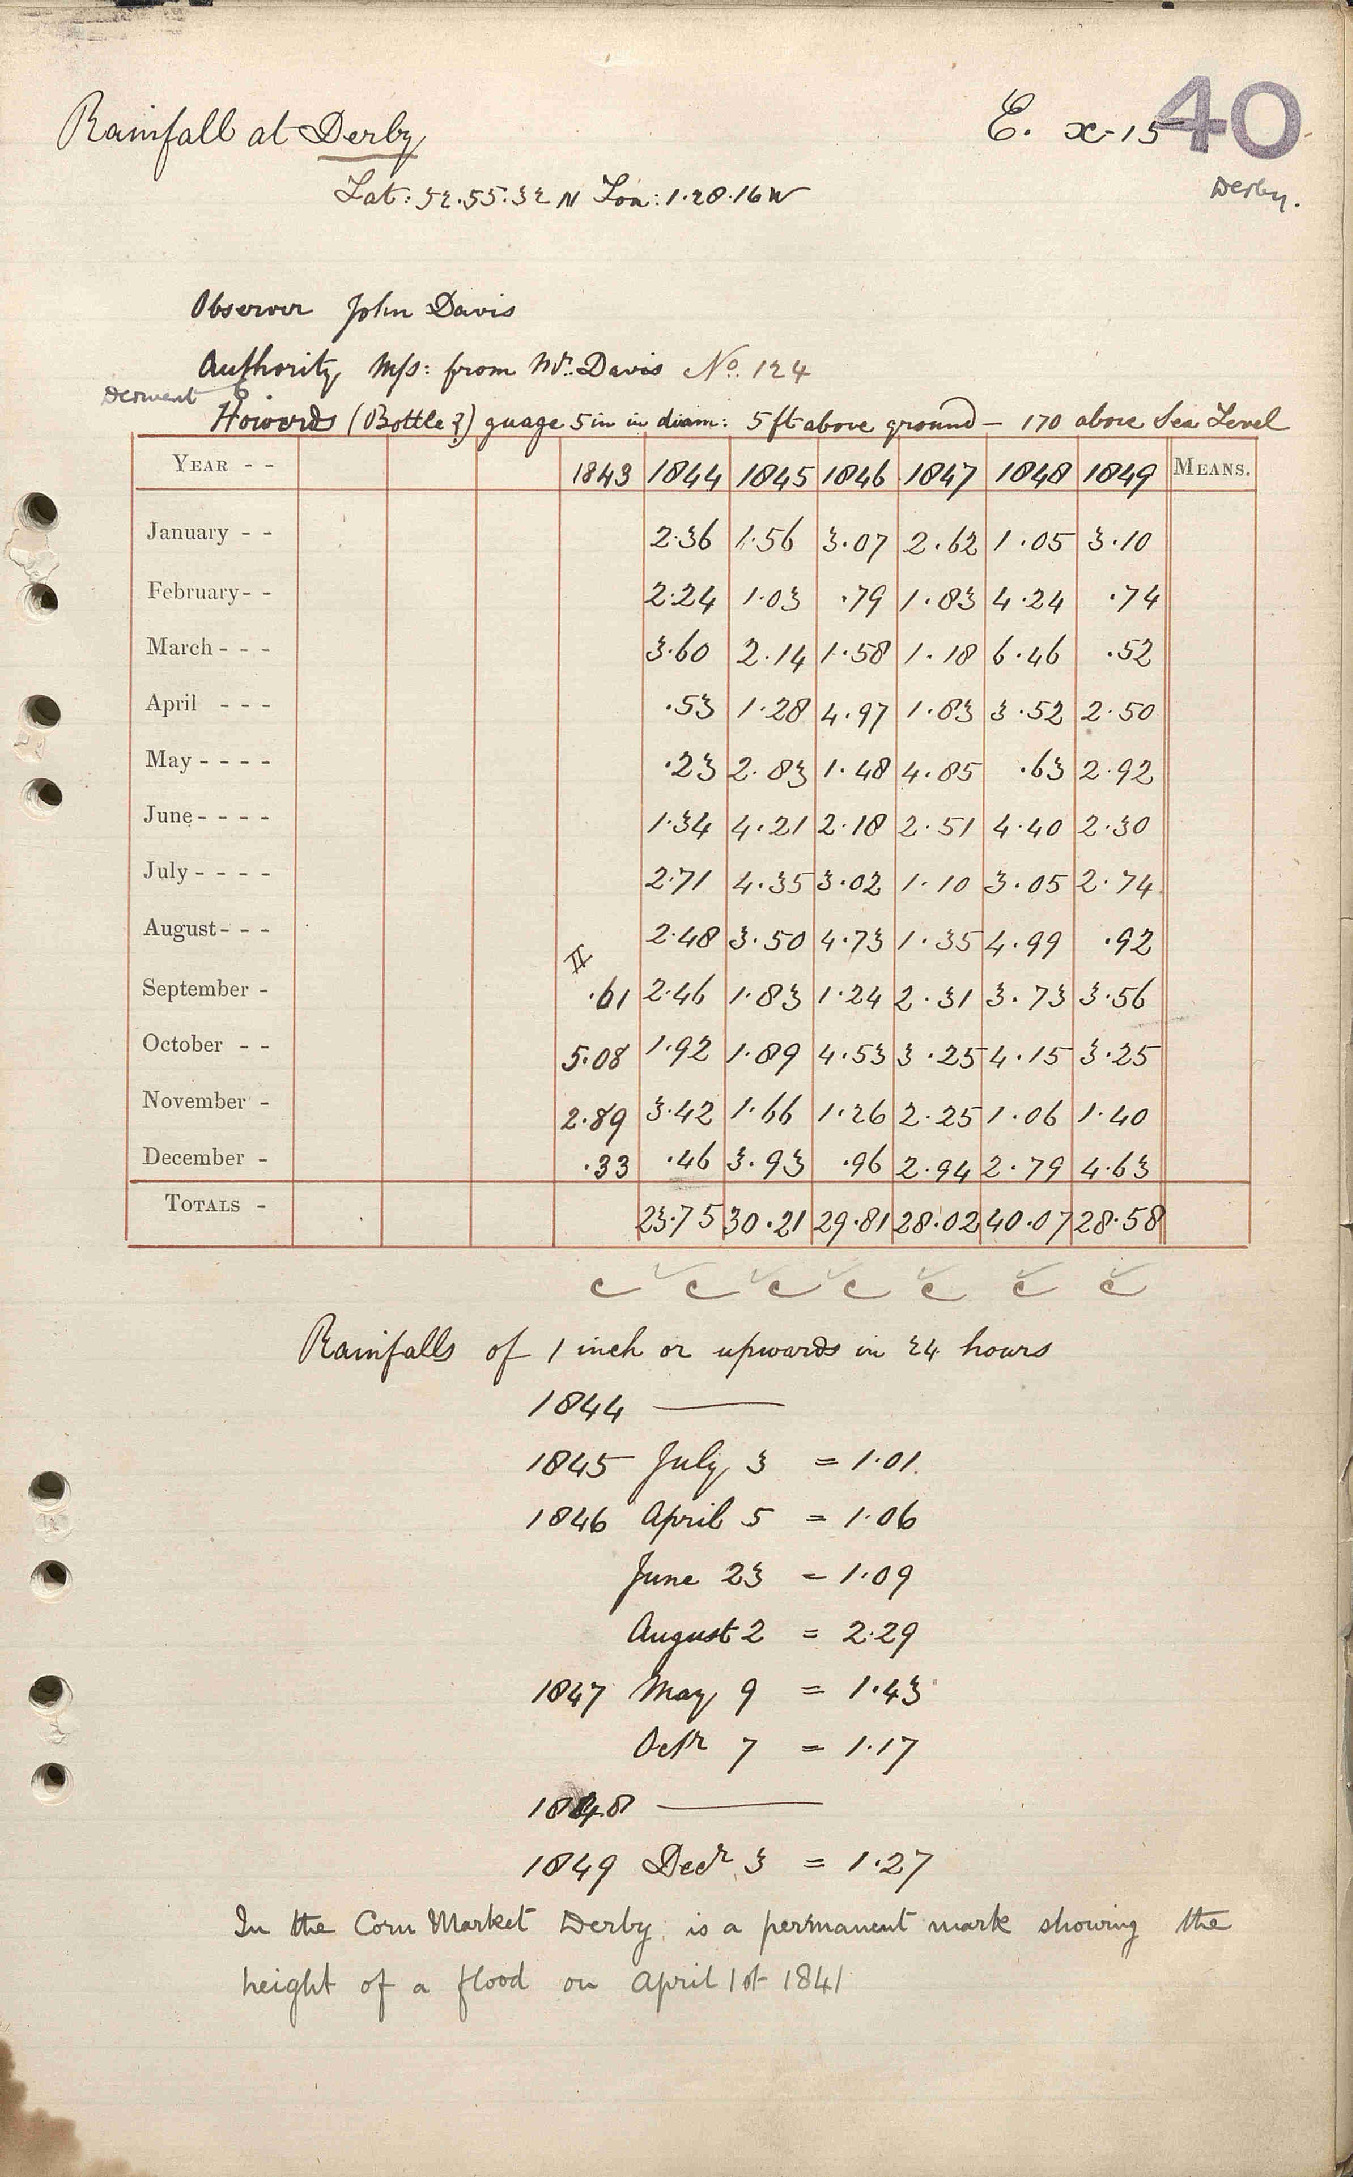 40
Rainfall at Derby
E. x-15
Derby.
Lat: 52.55.32 N Lon: 1.28.16 W
Observer John Davis
Authority M/s: from Mr. Davis No. 124
Derwent 6.
Howards (Bottle?) guage 5 in in diam: 5 ft above ground - 170 above Sea Level
YEAR - - 1843 1844 1845 1846 1847 1848 1849 MEANS.
January - - 2.36 1.56 3.07 2.62 1.05 3.10
February - - 2.24 1.03 .79 1.83 4.24 .74
March - - - 3.60 2.14 1.58 1.18 6.46 .52
April - - - .53 1.28 4.97 1.83 3.52 2.50
May - - - - .23 2.83 1.48 4.85 .63 2.92
June - - - - 1.34 4.21 2.18 2.51 4.40 2.30
July - - - - 2.71 4.35 3.02 1.10 3.05 2.74
August - - - 2.48 3.50 4.73 1.35 4.99 .92
II
September - .61 2.46 1.83 1.24 2.31 3.73 3.56
October - - 5.08 1.92 1.89 4.53 3.25 4.15 3.25
November - 2.89 3.42 1.66 1.26 2.25 1.06 1.40
December - .33 .46 3.93 .96 2.94 2.79 4.63
TOTALS - 23.75 30.21 29.81 28.02 40.07 28.58
c c c c c c c
Rainfalls of 1 inch or upwards in 24 hours
1844 ——
1845 July 3 = 1.01
1846 April 5 = 1.06
June 23 = 1.09
August 2 = 2.29
1847 May 9 = 1.43
Octr 7 = 1.17
1848 ——
1849 Decr 3 = 1.27
In the Corn Market Derby is a permanent mark showing the
height of a flood on April 1st 1841